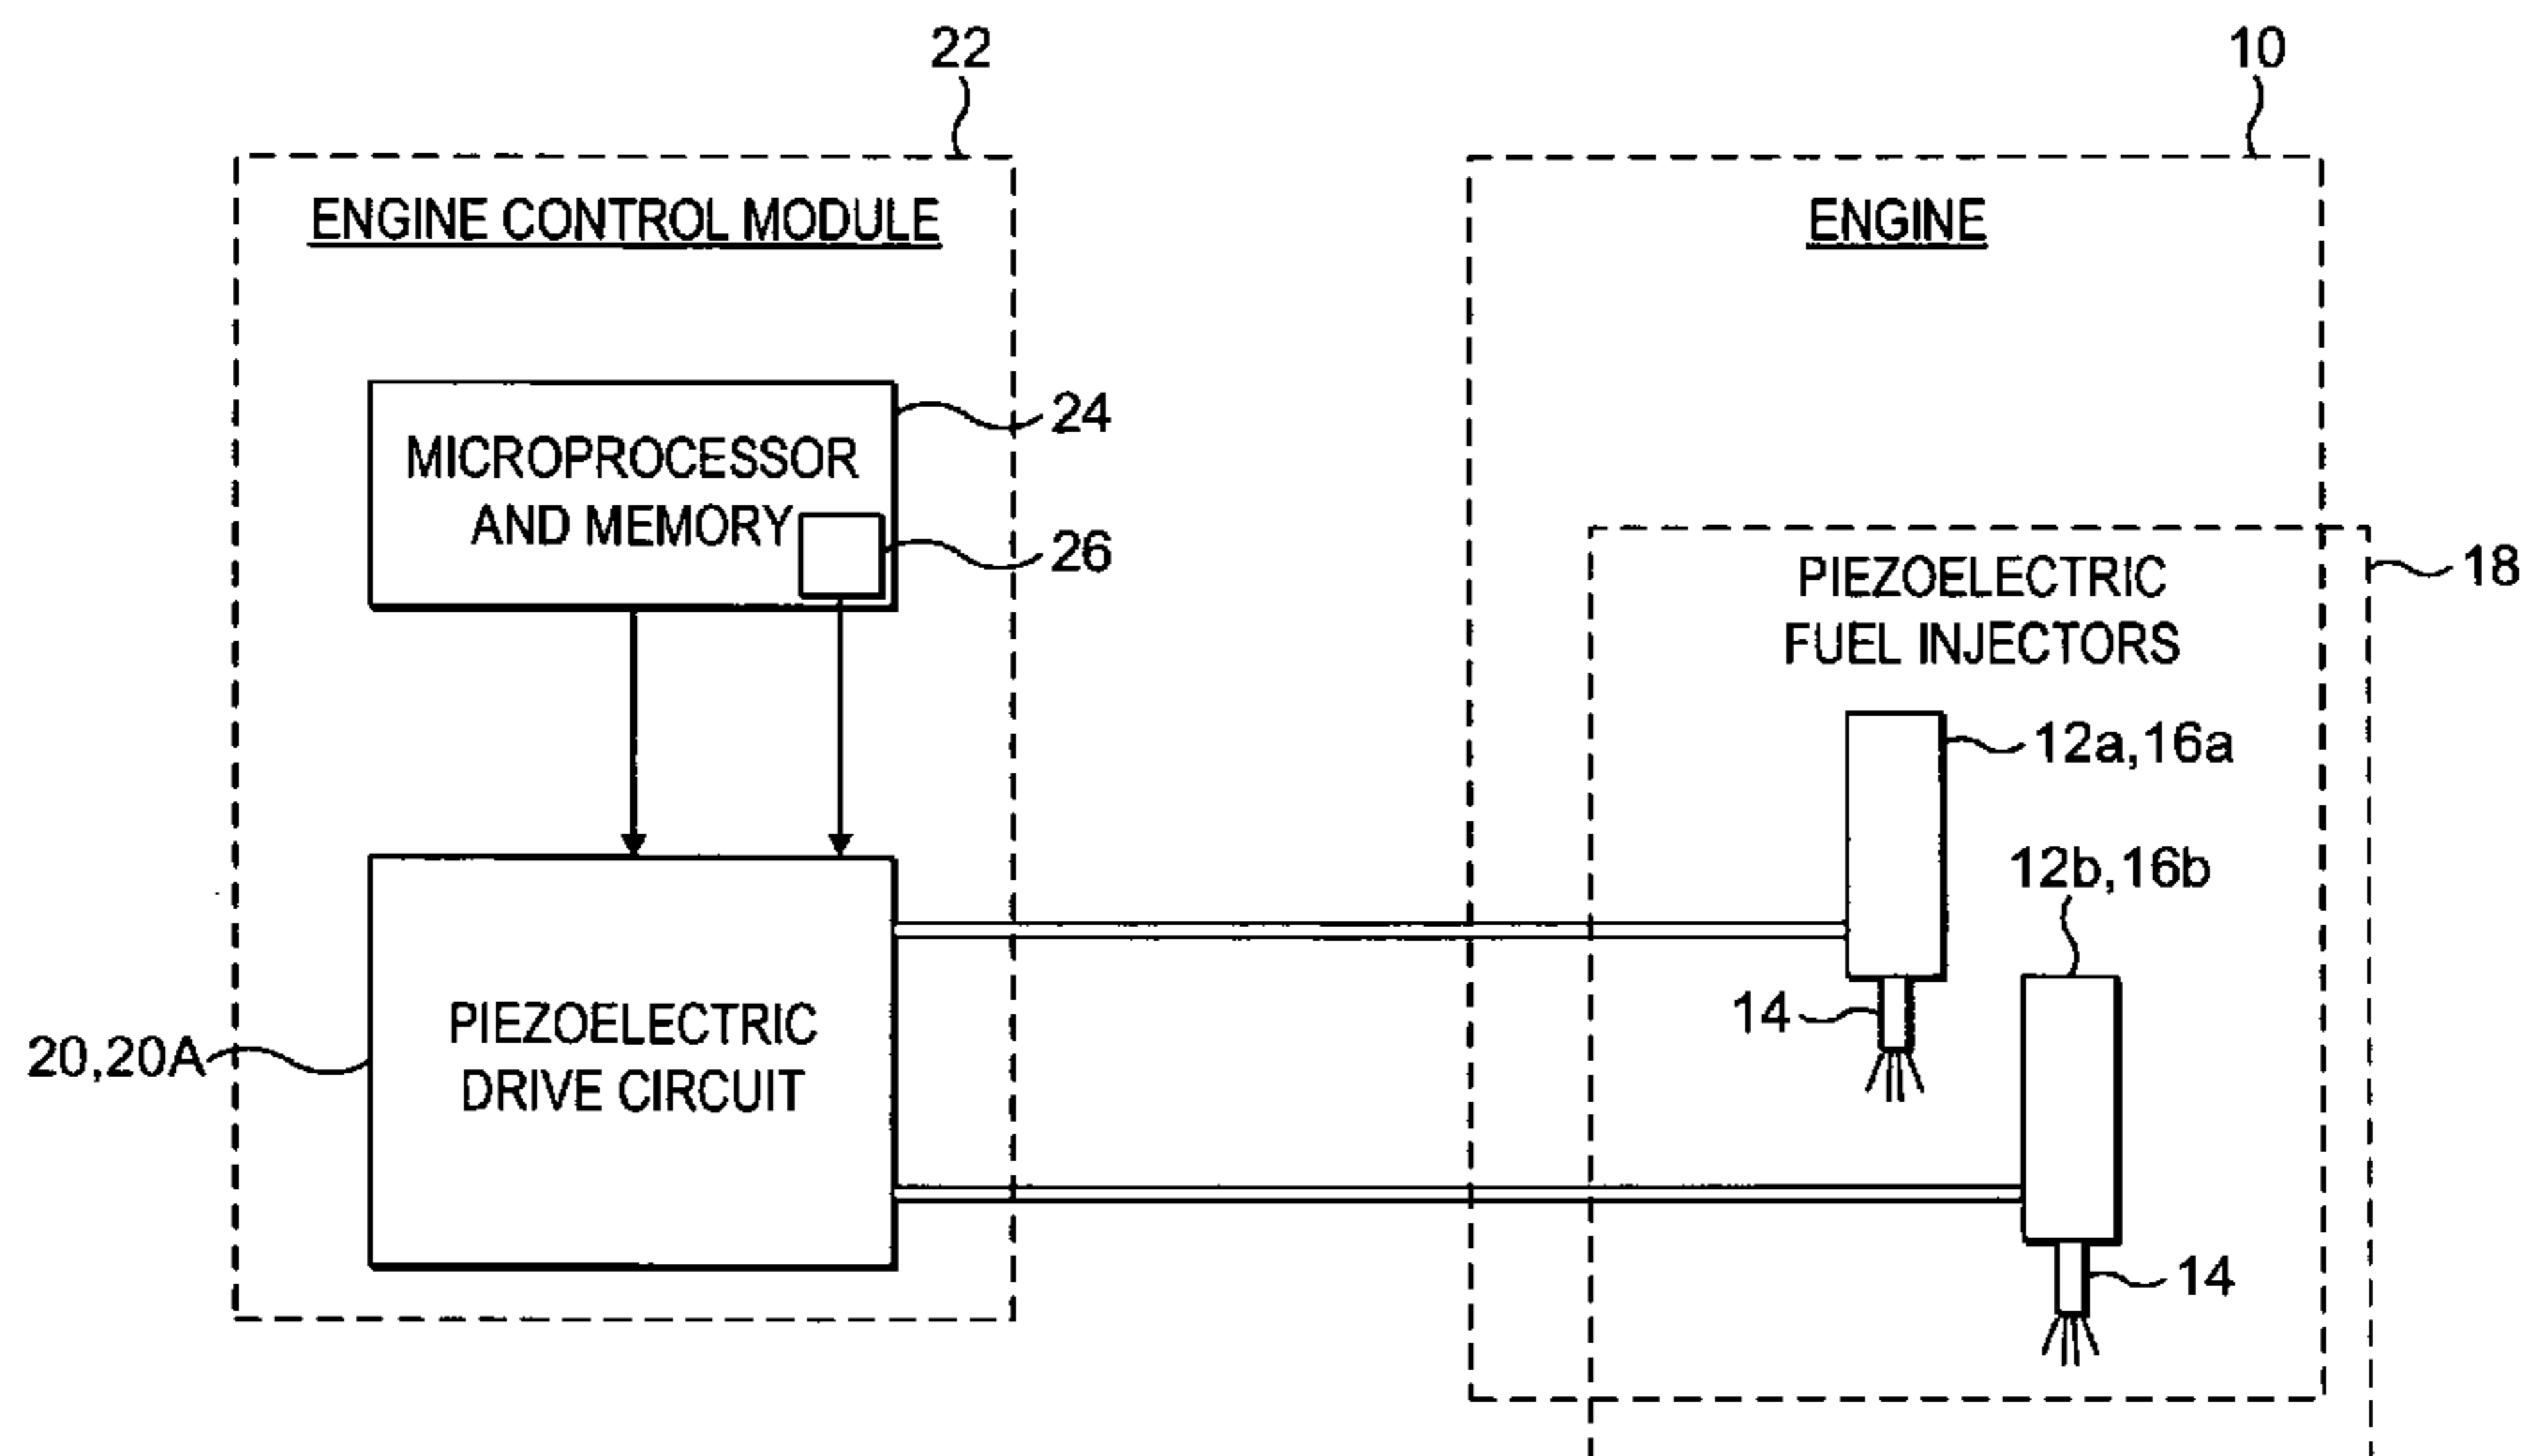 22
10
ENGINE CONTROL MODULE
ENGINE
24
MICROPROCESSOR
AND MEMORY
26
18
PIEZOELECTRIC
FUEL INJECTORS
12a,16a
12b,16b
14
20,20A
PIEZOELECTRIC
DRIVE CIRCUIT
14